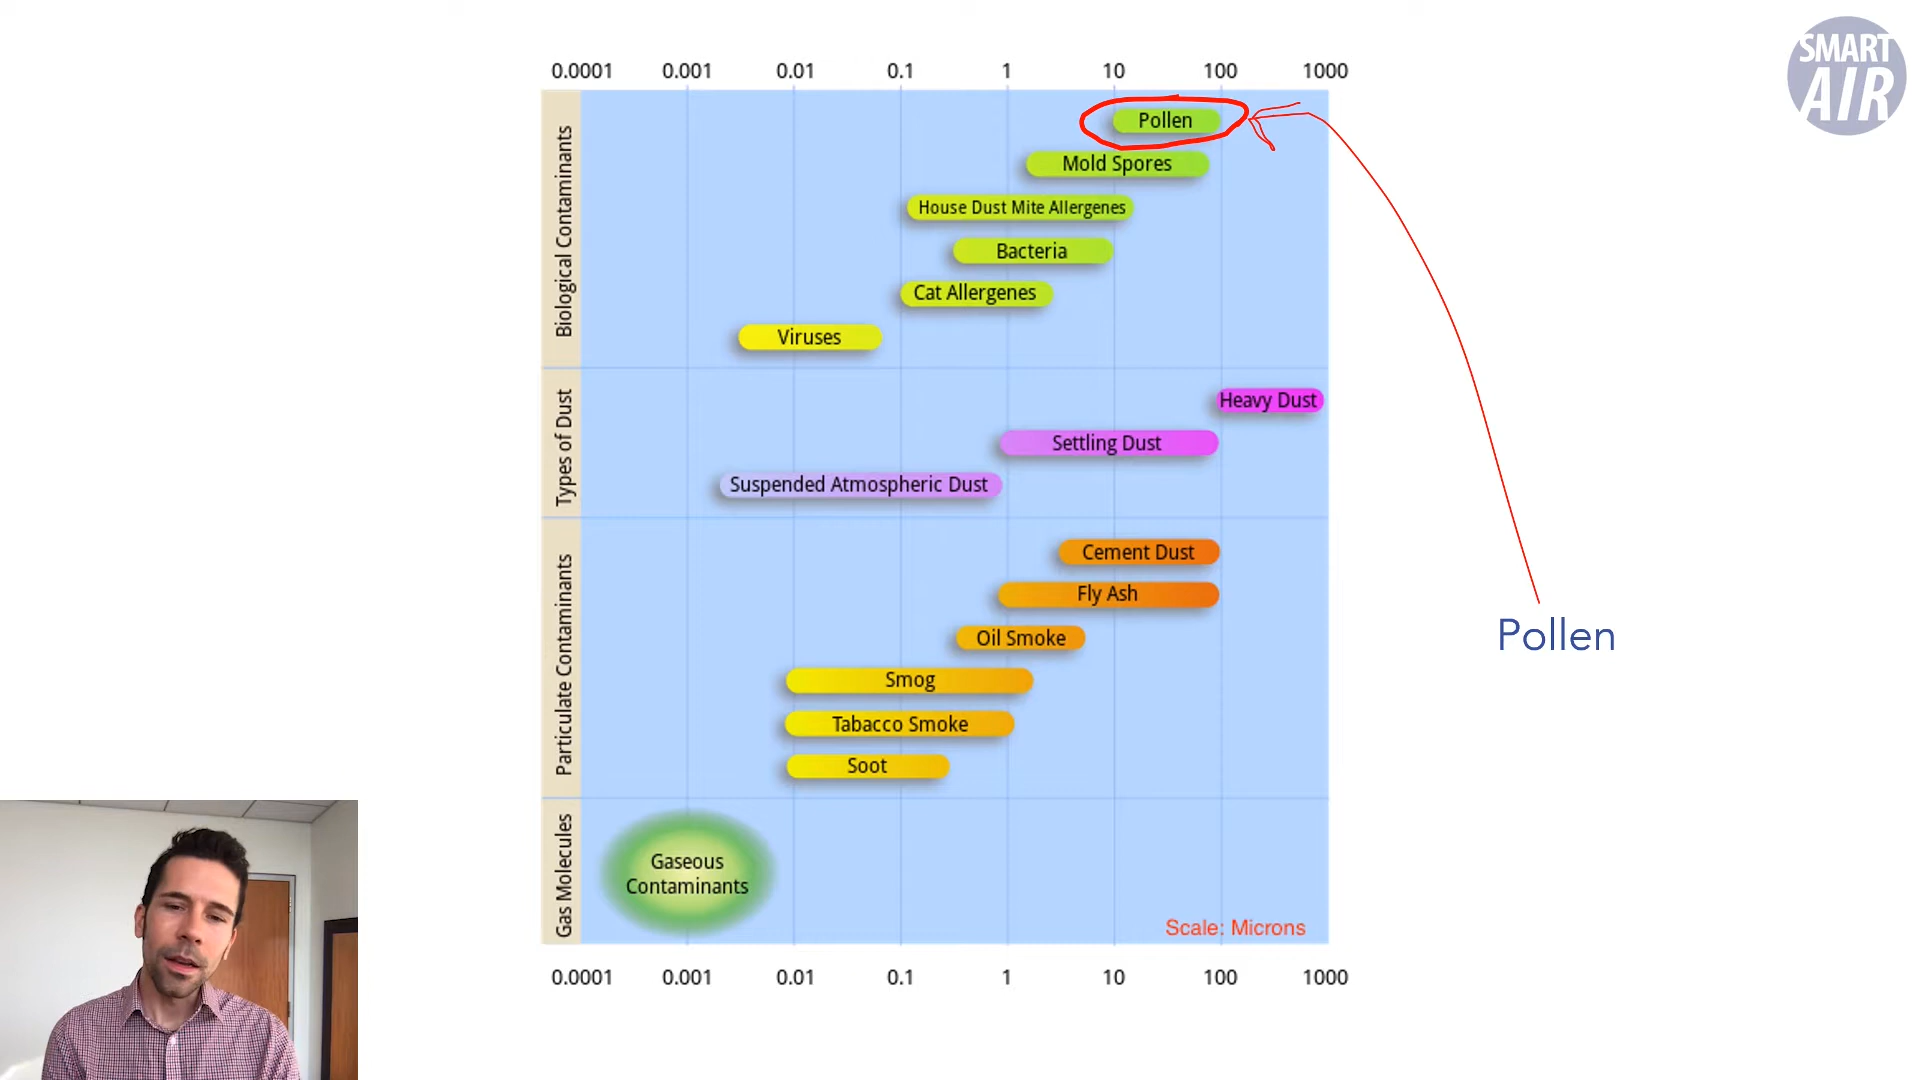 SMART
AIR
0.0001 0.001 0.01 0.1 1 10 100 1000
Biological Contaminants
Pollen
Mold Spores
House Dust Mite Allergenes
Bacteria
Cat Allergenes
Viruses
Types of Dust
Heavy Dust
Settling Dust
Suspended Atmospheric Dust
Particulate Contaminants
Cement Dust
Fly Ash
Oil Smoke
Smog
Tabacco Smoke
Soot
Gas Molecules
Gaseous
Contaminants
Scale: Microns
0.0001 0.001 0.01 0.1 1 10 100 1000
Pollen